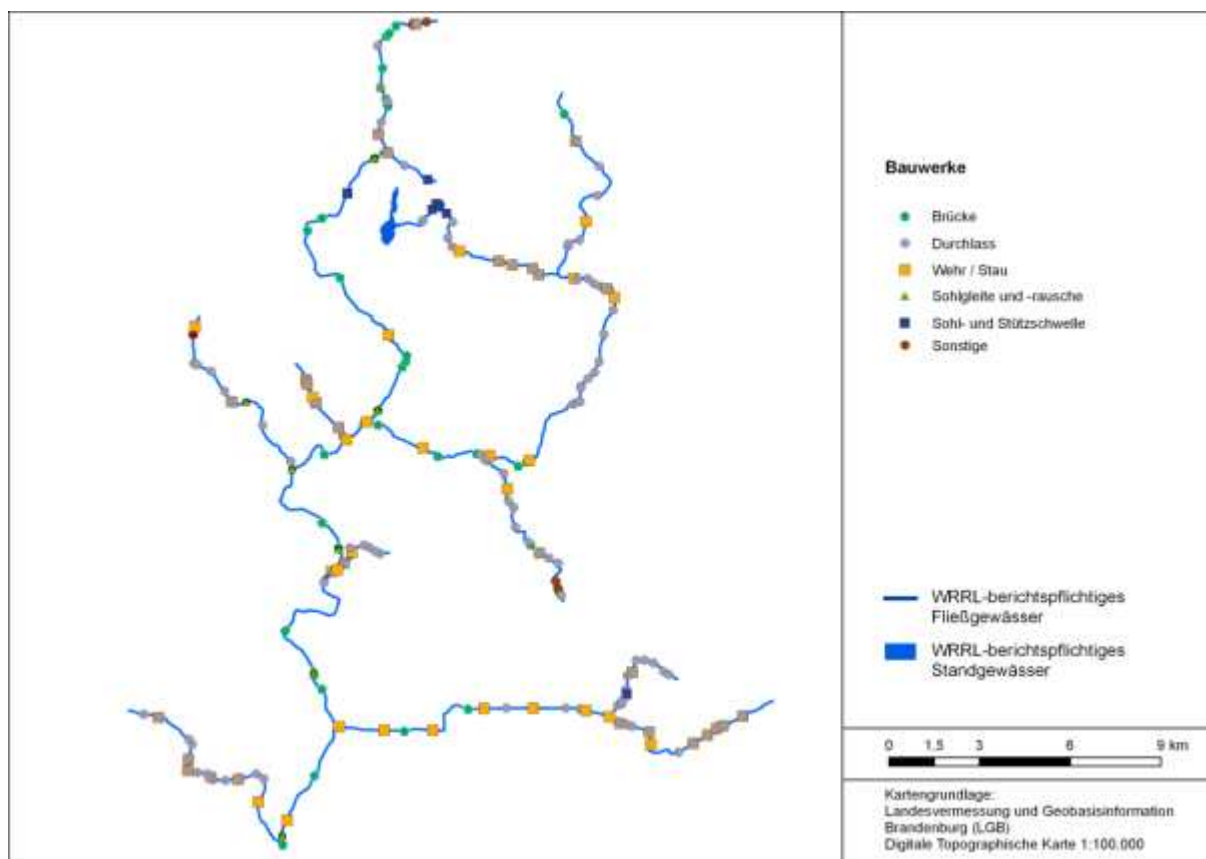 Bauwerke
Brücke
Durchlass
Wehr / Stau
Sohlgleite und -rausche
Sohl- und Stützschwelle
Sonstige
WRRL-berichtspflichtiges
Fließgewässer
WRRL-berichtspflichtiges
Standgewässer
0 1,5 3 6 9 km
Kartengrundlage:
Landesvermessung und Geobasisinformation
Brandenburg (LGB)
Digitale Topographische Karte 1:100.000